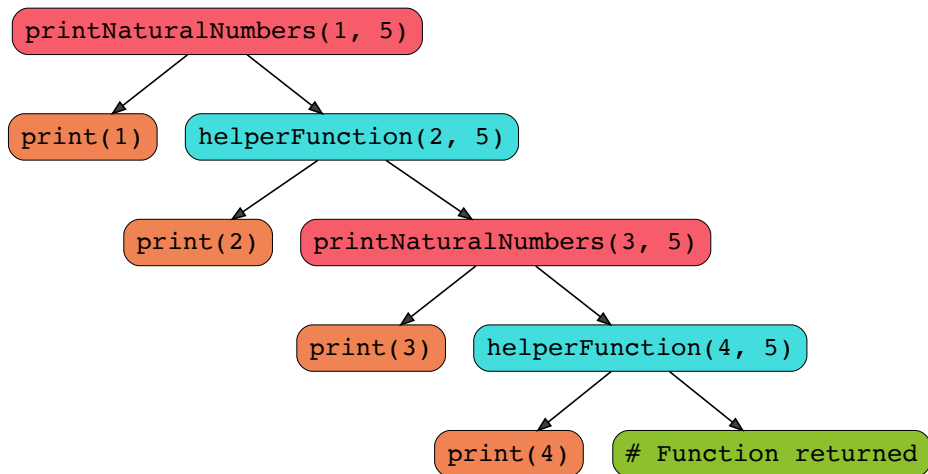 printNaturalNumbers(1, 5)
print(1)
helperFunction(2, 5)
print(2)
printNaturalNumbers(3, 5)
print(3)
helperFunction(4, 5)
print(4)
# Function returned